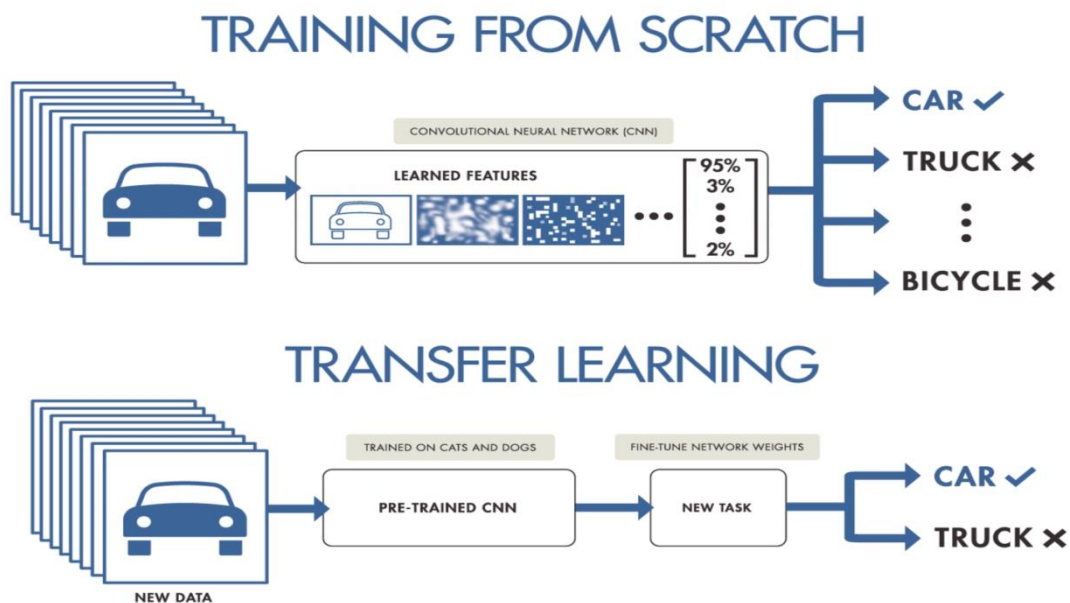 TRAINING FROM SCRATCH
CONVOLUTIONAL NEURAL NETWORK (CNN)
LEARNED FEATURES
95%
3%
2%
CAR
TRUCK
BICYCLE
TRANSFER LEARNING
TRAINED ON CATS AND DOGS
FINE-TUNE NETWORK WEIGHTS
PRE-TRAINED CNN
NEW TASK
CAR
TRUCK
NEW DATA